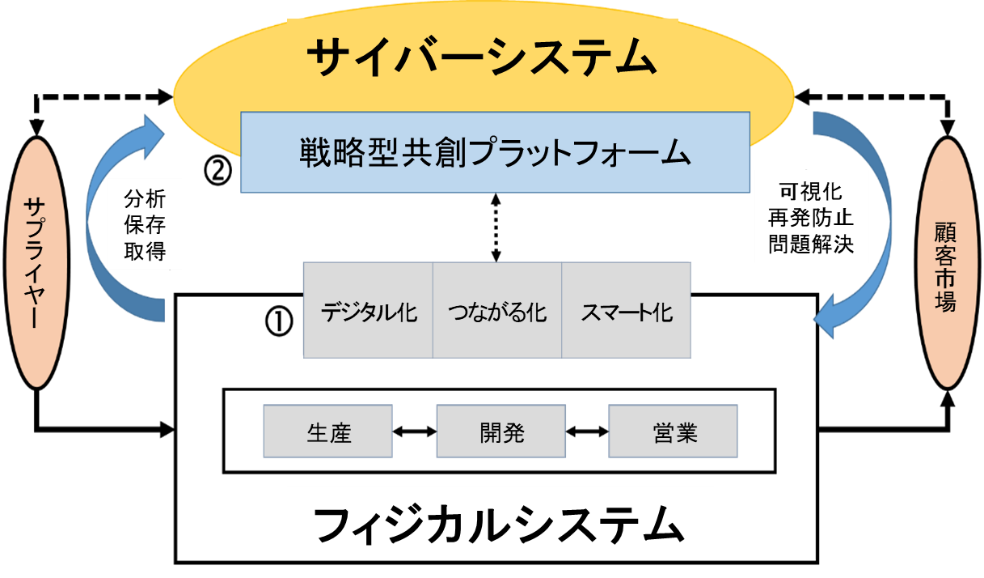 サイバーシステム
戦略型共創プラットフォーム
②
分析
保存
取得
可視化
再発防止
問題解決
サプライヤー
顧客市場
①
デジタル化
つながる化
スマート化
生産
開発
営業
フィジカルシステム